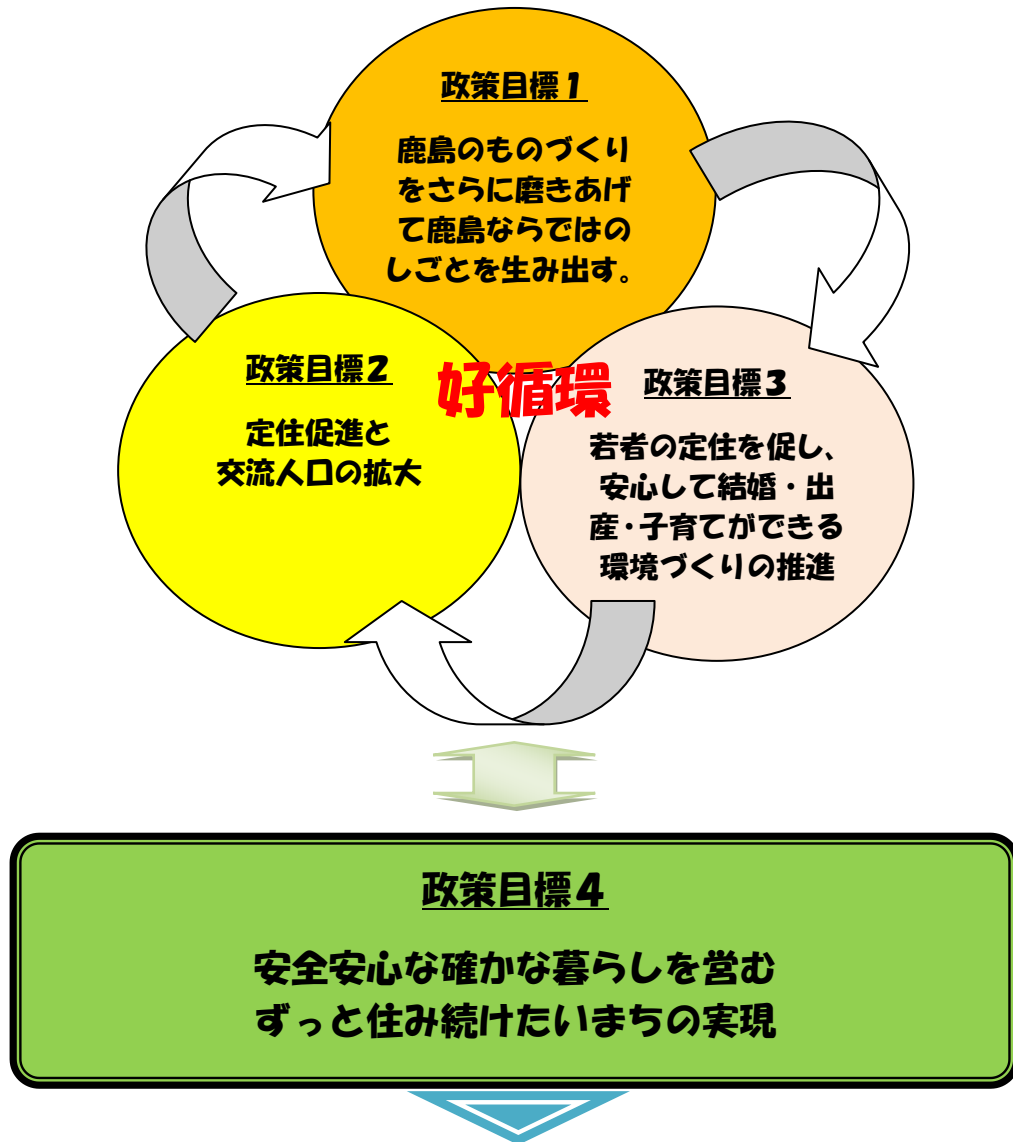 政策目標1
鹿島のものづくり
をさらに磨きあげ
て鹿島ならではの
しごとを生み出す。
好循環
政策目標2
定住促進と
交流人口の拡大
政策目標3
若者の定住を促し、
安心して結婚・出
産・子育てができる
環境づくりの推進
政策目標4
安全安心な確かな暮らしを営む
ずっと住み続けたいまちの実現